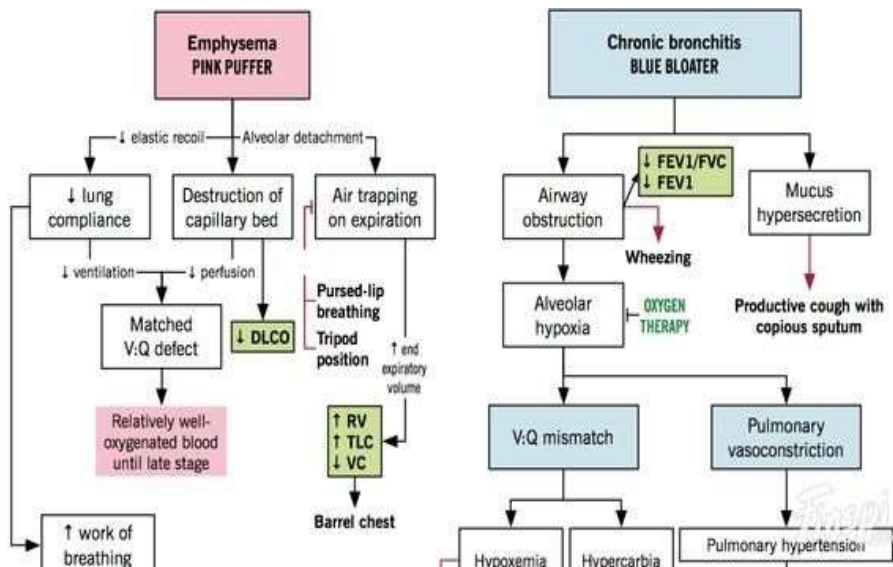 Emphysema
PINK PUFFER
↓ elastic recoil
Alveolar detachment
↓ lung
compliance
Destruction of
capillary bed
Air trapping
on expiration
↓ ventilation
↓ perfusion
Matched
V:Q defect
↓ DLCO
Pursed-lip
breathing
Tripod
position
↑ end
expiratory
volume
Relatively well-
oxygenated blood
until late stage
↑ RV
↑ TLC
↓ VC
Barrel chest
↑ work of
breathing
Chronic bronchitis
BLUE BLOATER
Airway
obstruction
↓ FEV1/FVC
↓ FEV1
Mucus
hypersecretion
Wheezing
Alveolar
hypoxia
OXYGEN
THERAPY
Productive cough with
copious sputum
V:Q mismatch
Pulmonary
vasoconstriction
Hypoxemia
Hypercarbia
Pulmonary hypertension